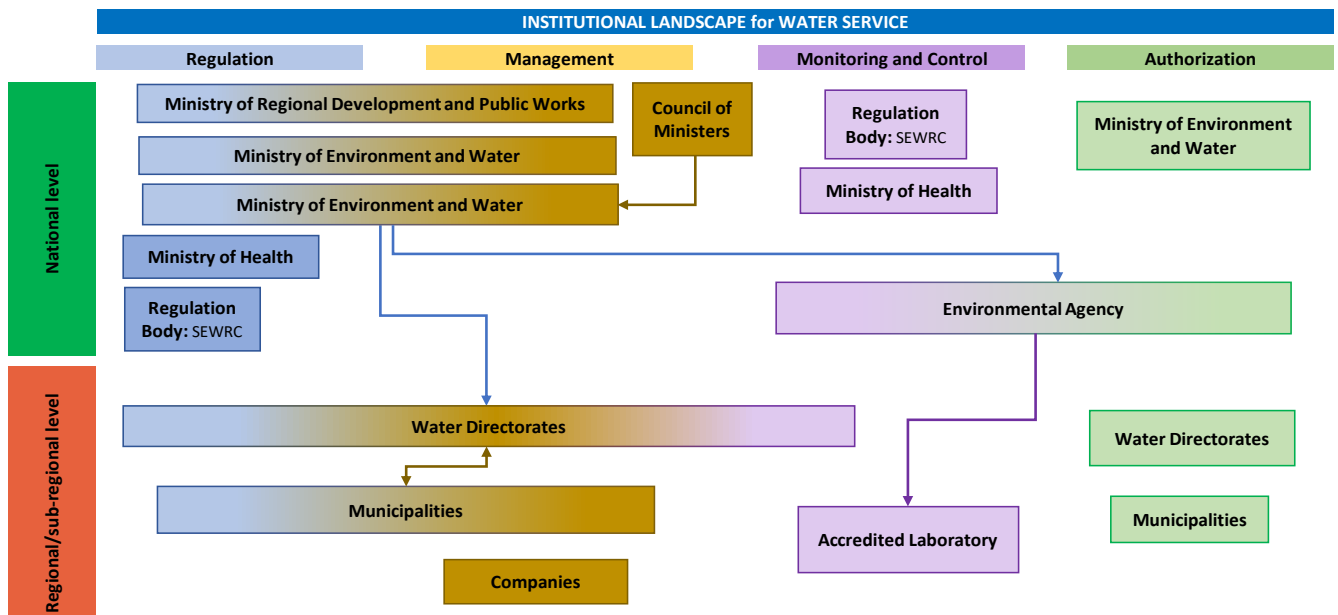 INSTITUTIONAL LANDSCAPE for WATER SERVICE
Regulation
Management
Monitoring and Control
Authorization
National level
Ministry of Regional Development and Public Works
Council of
Ministers
Regulation
Body: SEWRC
Ministry of Environment
and Water
Ministry of Environment and Water
Ministry of Health
Ministry of Environment and Water
Ministry of Health
Regulation
Body: SEWRC
Environmental Agency
Regional/sub-regional level
Water Directorates
Water Directorates
Municipalities
Accredited Laboratory
Municipalities
Companies